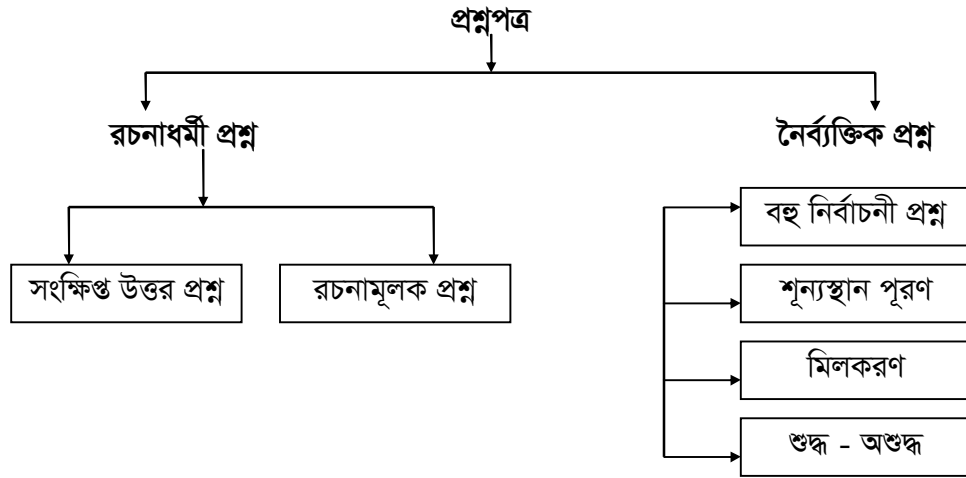 প্রশ্নপত্র
রচনাধর্মী প্রশ্ন
নৈর্ব্যক্তিক প্রশ্ন
সংক্ষিপ্ত উত্তর প্রশ্ন
রচনামূলক প্রশ্ন
বহু নির্বাচনী প্রশ্ন
শূন্যস্থান পূরণ
মিলকরণ
শুদ্ধ - অশুদ্ধ